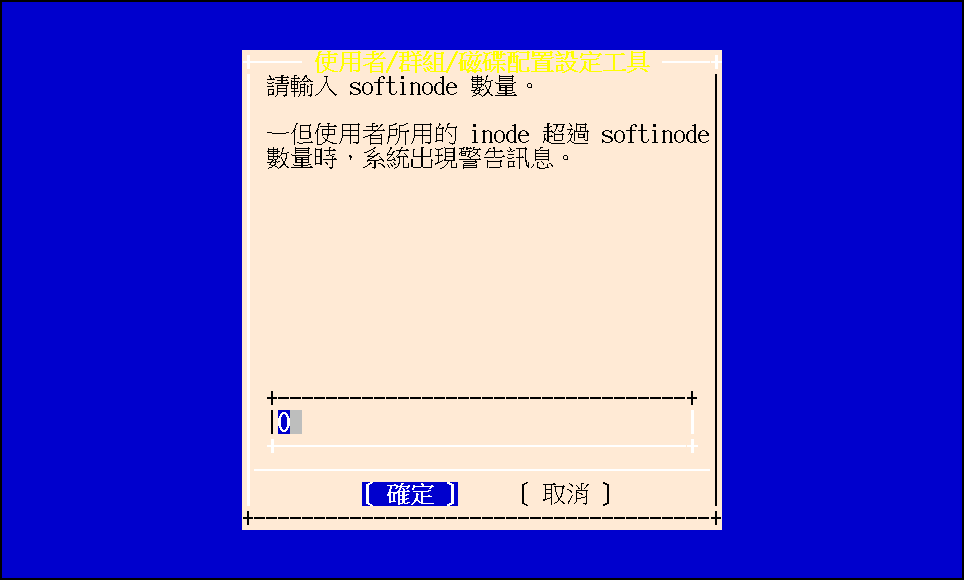 使用者/群組/磁碟配置設定工具
請輸入 softinode 數量。
一但使用者所用的 inode 超過 softinode
數量時，系統出現警告訊息。
0
[ 確定 ] [ 取消 ]